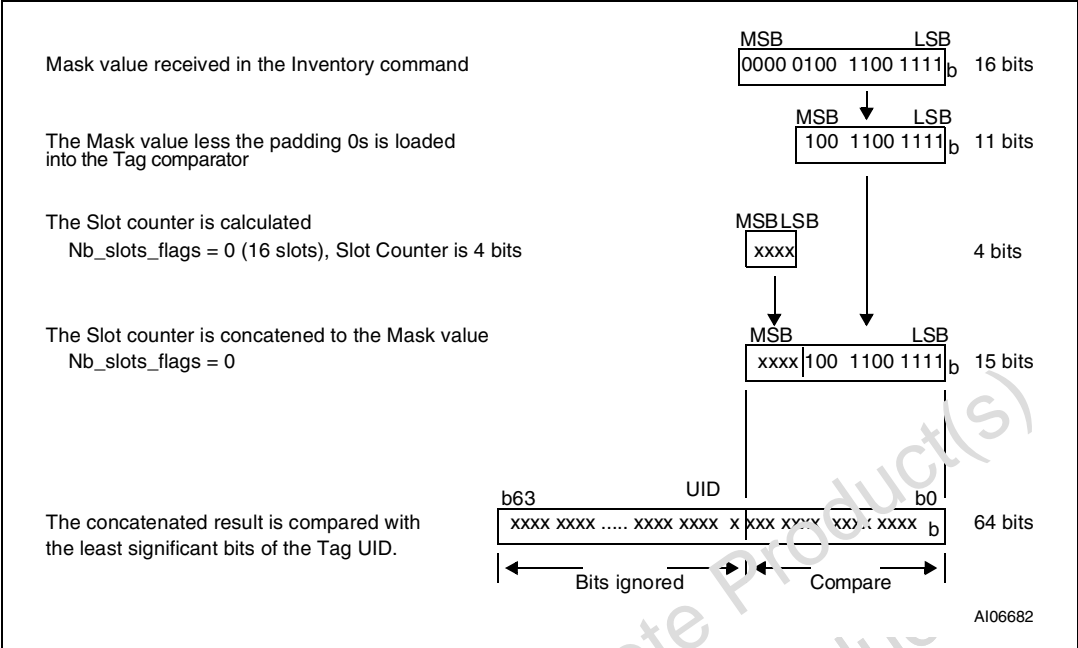 MSB LSB
Mask value received in the Inventory command 0000 0100 1100 1111 b 16 bits
MSB LSB
The Mask value less the padding 0s is loaded
into the Tag comparator 100 1100 1111 b 11 bits
The Slot counter is calculated MSB LSB
Nb_slots_flags = 0 (16 slots), Slot Counter is 4 bits xxxx 4 bits
The Slot counter is concatened to the Mask value MSB LSB
Nb_slots_flags = 0 xxxx 100 1100 1111 b 15 bits
b63 UID b0
The concatenated result is compared with xxxx xxxx ..... xxxx xxxx x xxx xxxx xxxx xxxx b 64 bits
the least significant bits of the Tag UID.
Bits ignored Compare
AI06682
Product(s)